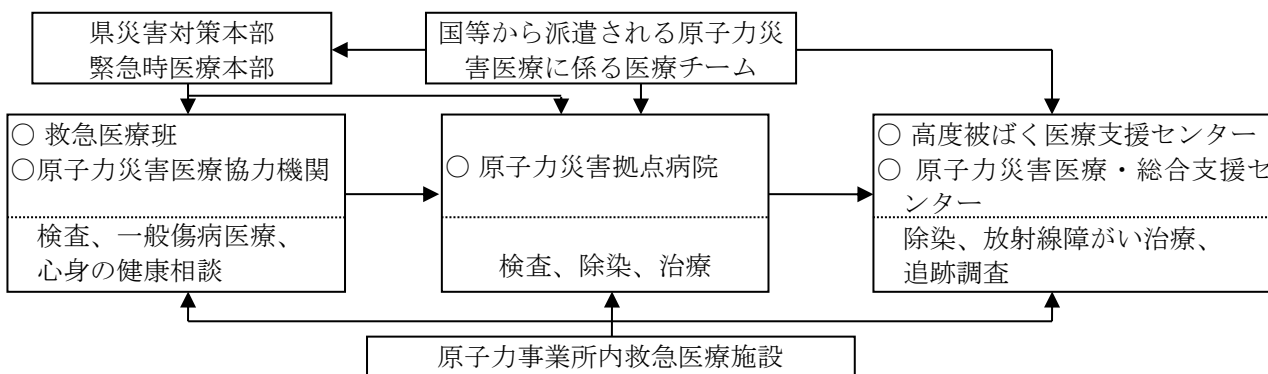 県災害対策本部
緊急時医療本部
国等から派遣される原子力災
害医療に係る医療チーム
○ 救急医療班
○原子力災害医療協力機関
検査、一般傷病医療、
心身の健康相談
○ 原子力災害拠点病院
検査、除染、治療
○ 高度被ばく医療支援センター
○ 原子力災害医療・総合支援セ
ンター
除染、放射線障がい治療、
追跡調査
原子力事業所内救急医療施設